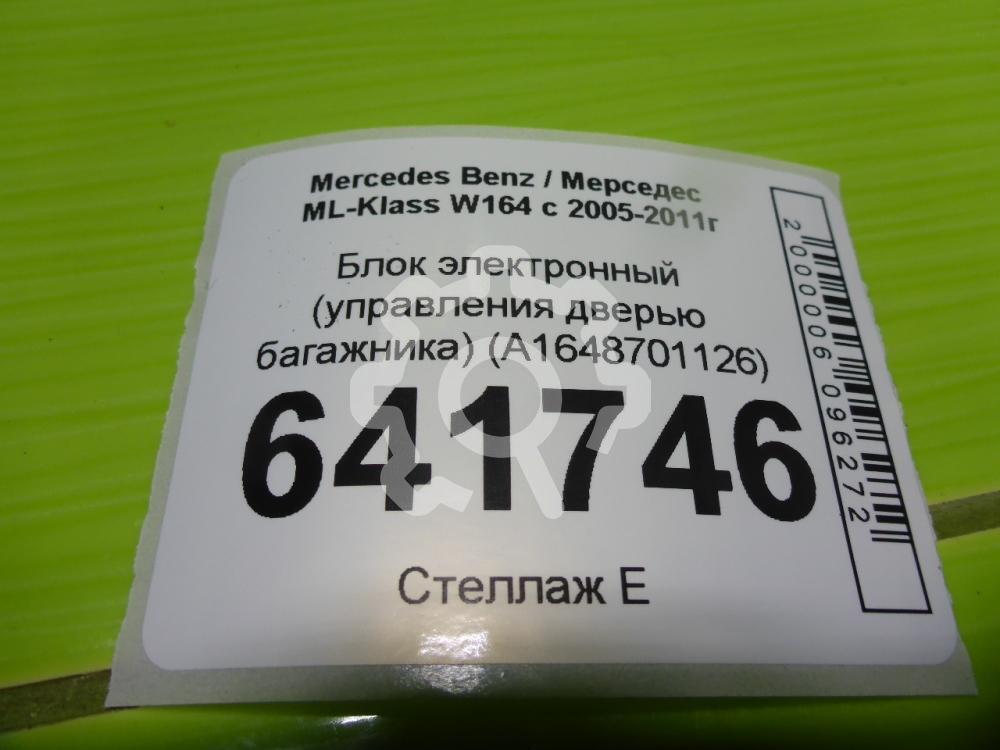 Mercedes Benz / Мерседес
ML-Klass W164 с 2005-2011г
Блок электронный
(управления дверью
багажника) (A1648701126)
641746
Стеллаж Е
2000006096272